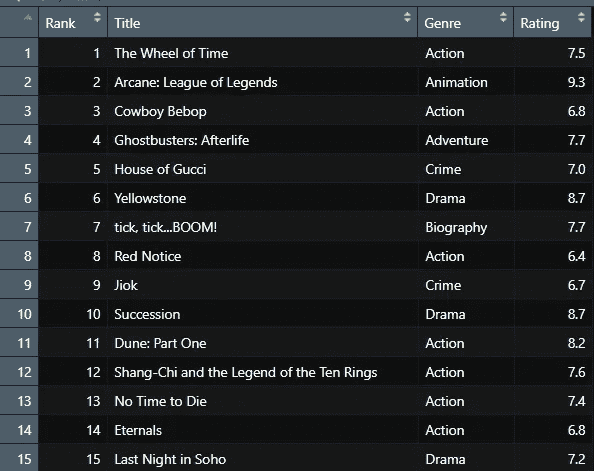 Rank Title Genre Rating
1 1 The Wheel of Time Action 7.5
2 2 Arcane: League of Legends Animation 9.3
3 3 Cowboy Bebop Action 6.8
4 4 Ghostbusters: Afterlife Adventure 7.7
5 5 House of Gucci Crime 7.0
6 6 Yellowstone Drama 8.7
7 7 tick, tick...BOOM! Biography 7.7
8 8 Red Notice Action 6.4
9 9 Jiok Crime 6.7
10 10 Succession Drama 8.7
11 11 Dune: Part One Action 8.2
12 12 Shang-Chi and the Legend of the Ten Rings Action 7.6
13 13 No Time to Die Action 7.4
14 14 Eternals Action 6.8
15 15 Last Night in Soho Drama 7.2